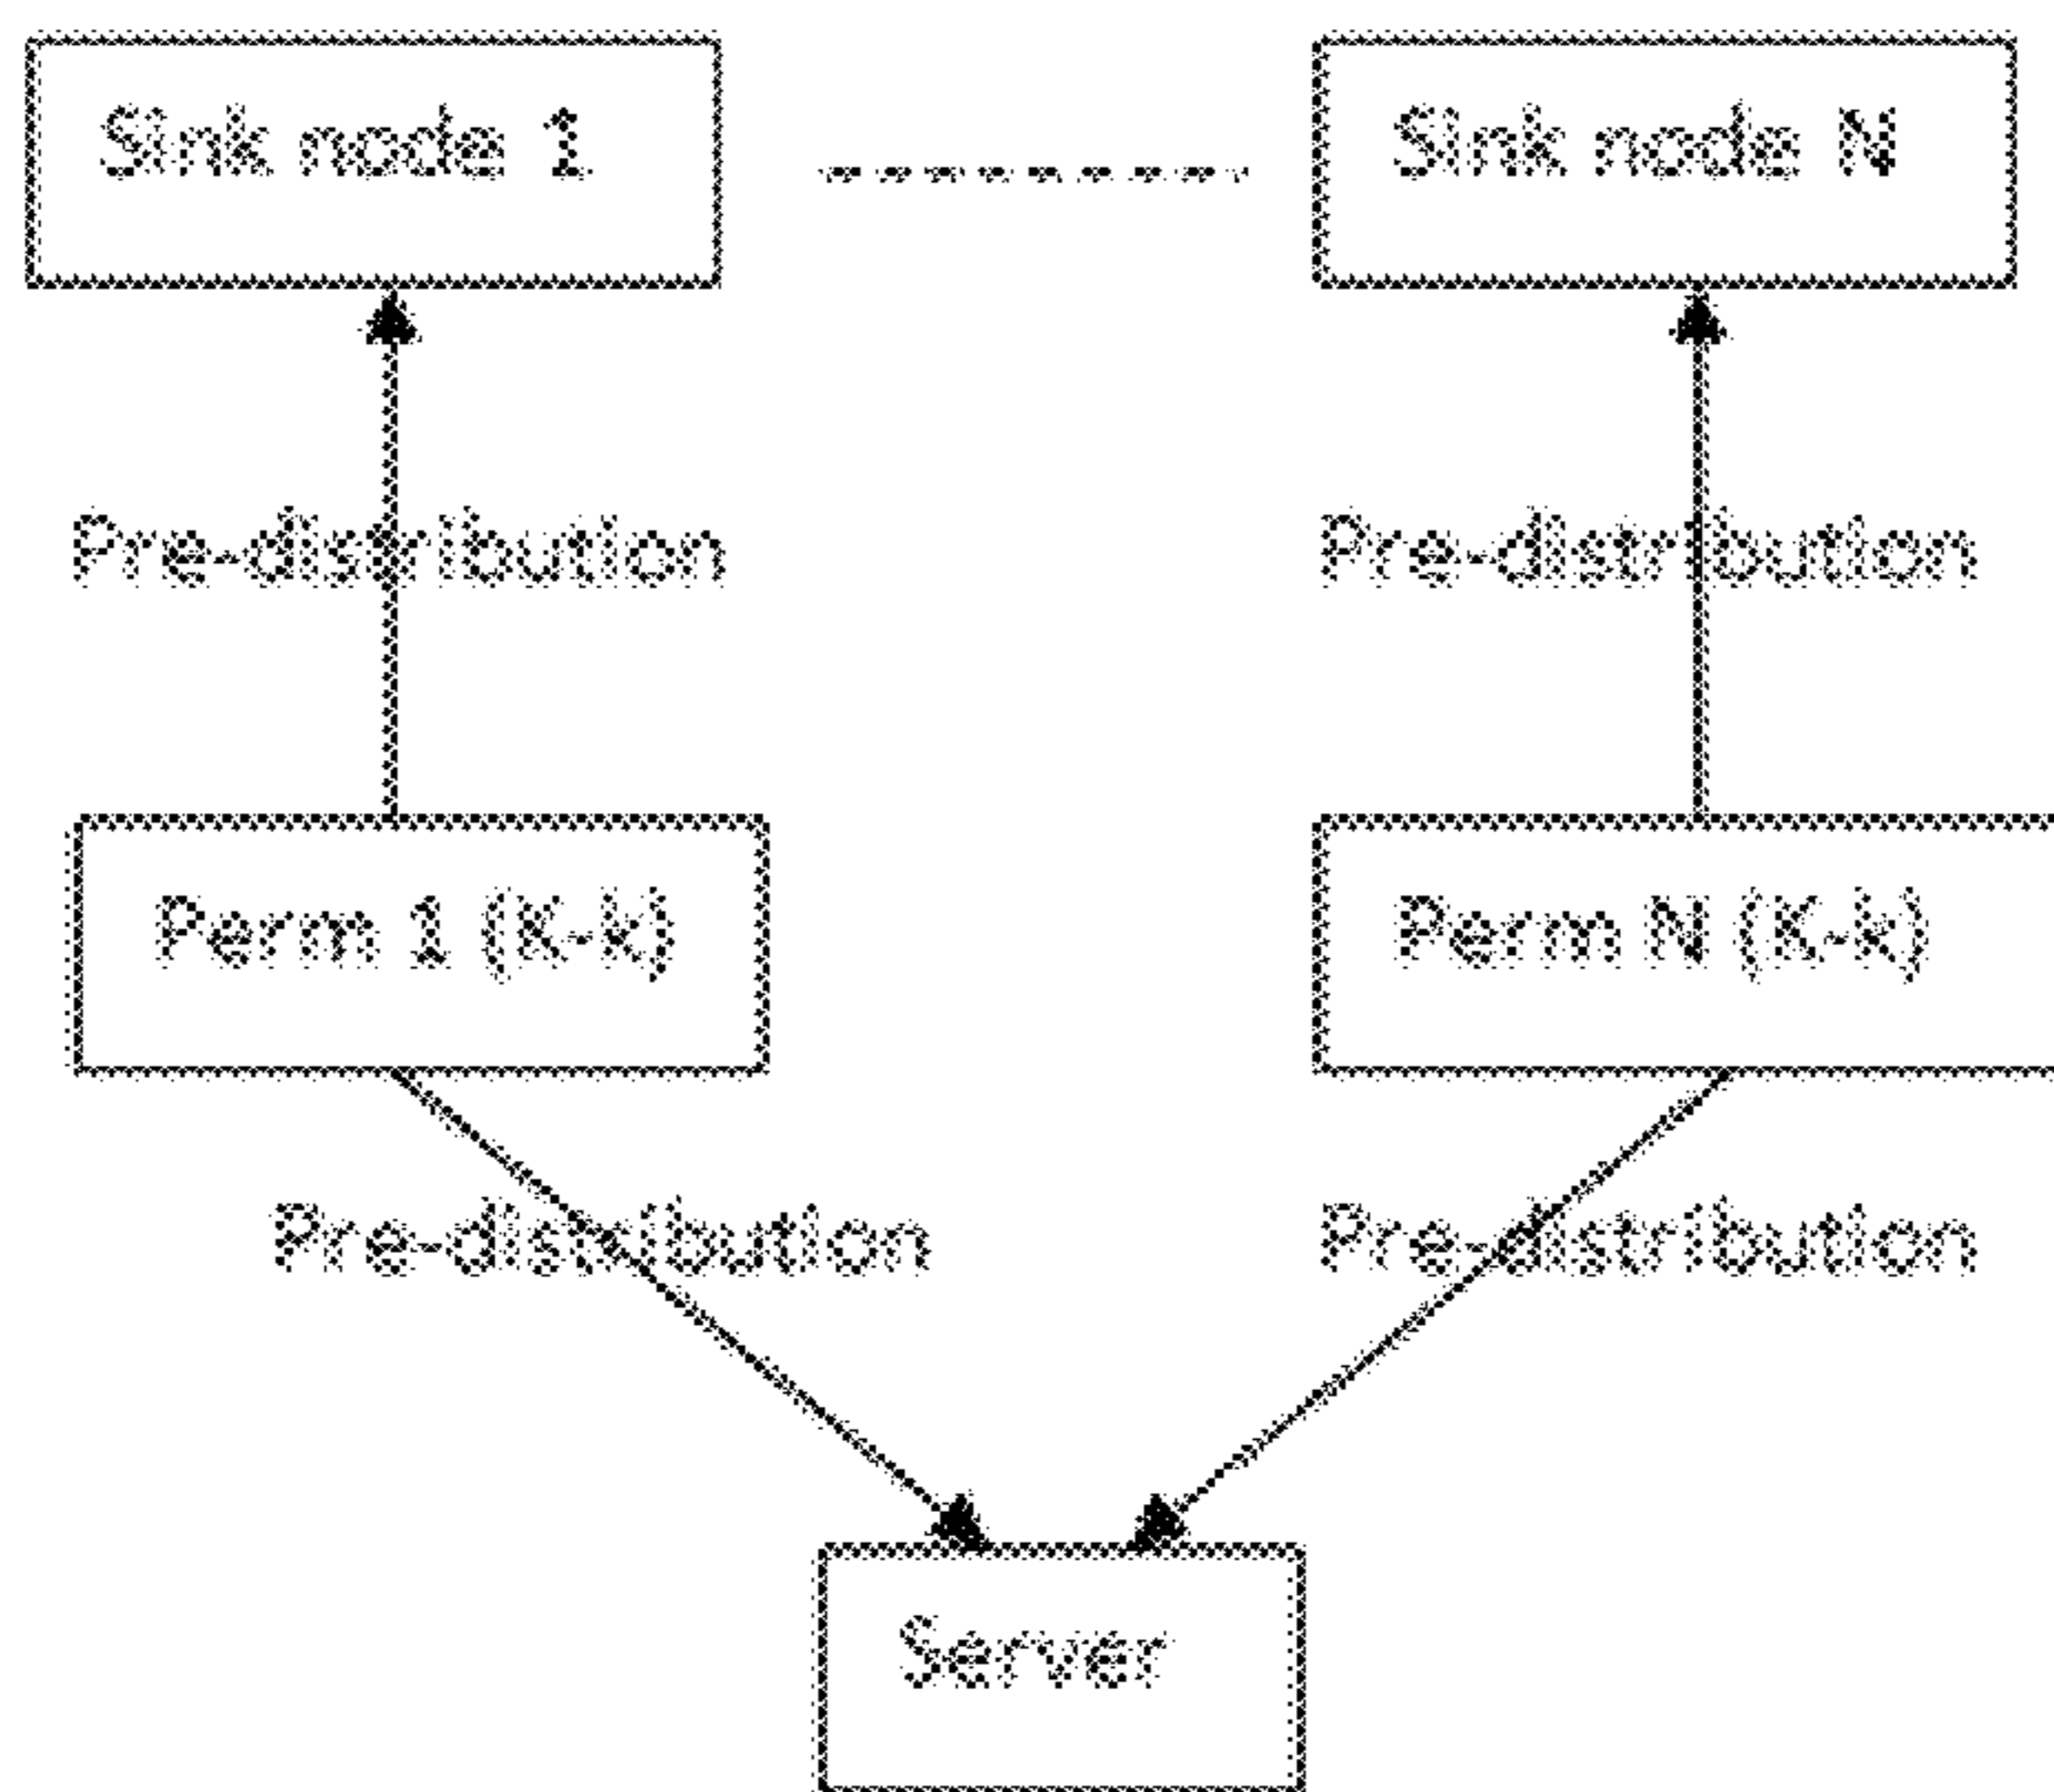 Sink node 1
Sink node N
Pre-distribution
Pre-distribution
Perm 1 (K-k)
Perm N (K-k)
Pre-distribution
Pre-distribution
Server